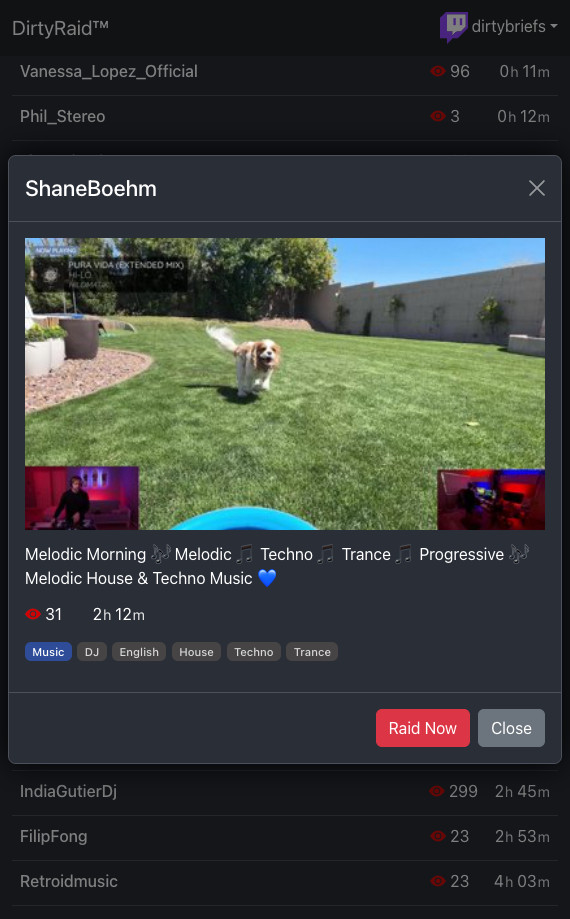 DirtyRaid™
dirtybriefs
Vanessa_Lopez_Official 96 0h 11m
Phil_Stereo 3 0h 12m
ShaneBoehm
NOW PLAYING
PURA VIDA (EXTENDED MIX)
HI-LO
HILOMATIK
Melodic Morning 🎶 Melodic 🎵 Techno 🎵 Trance 🎵 Progressive 🎶
Melodic House & Techno Music 💙
31 2h 12m
Music DJ English House Techno Trance
Raid Now Close
IndiaGutierDj 299 2h 45m
FilipFong 23 2h 53m
Retroidmusic 23 4h 03m